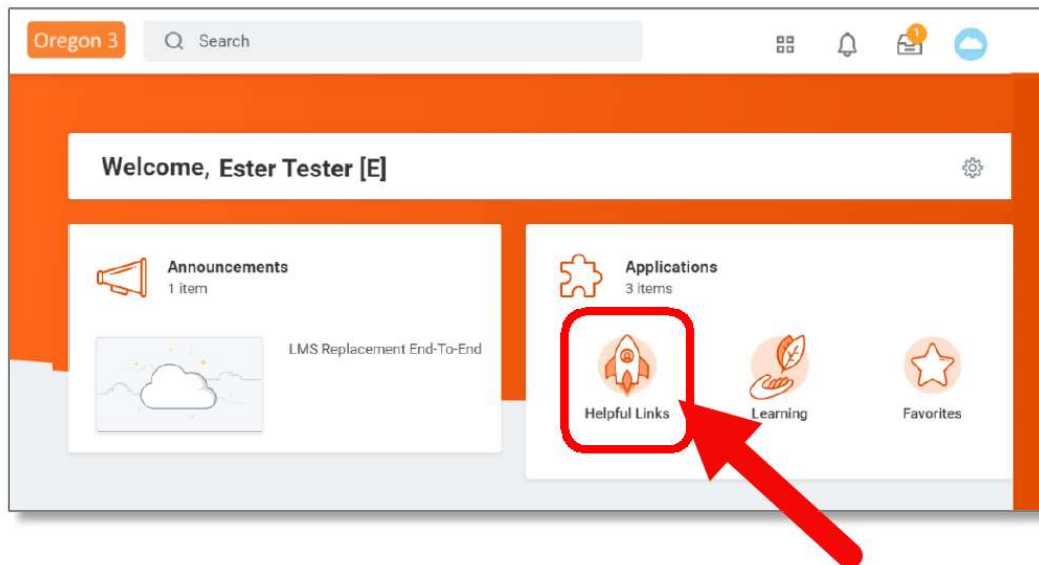 Oregon 3
Search
1
Welcome, Ester Tester [E]
Announcements
1 item
LMS Replacement End-To-End
Applications
3 items
Helpful Links
Learning
Favorites